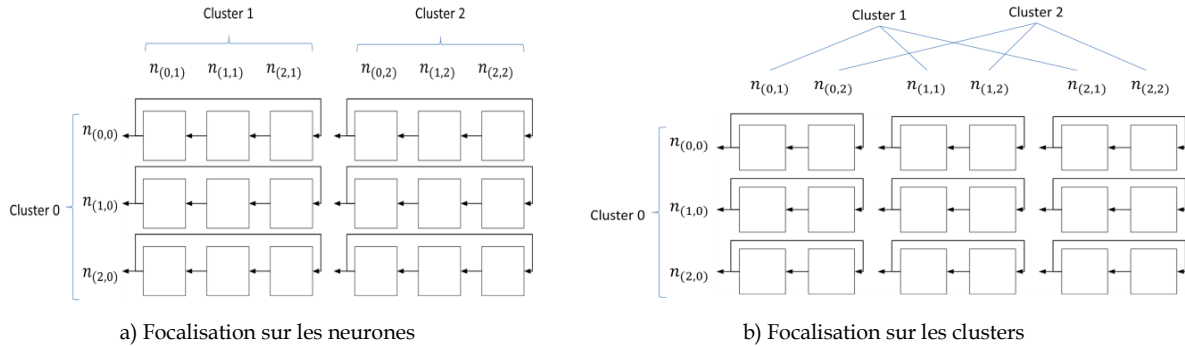 Cluster 1 Cluster 2
n(0,1) n(1,1) n(2,1) n(0,2) n(1,2) n(2,2)
n(0,0)
Cluster 0 n(1,0)
n(2,0)
a) Focalisation sur les neurones
Cluster 1 Cluster 2
n(0,1) n(0,2) n(1,1) n(1,2) n(2,1) n(2,2)
n(0,0)
Cluster 0 n(1,0)
n(2,0)
b) Focalisation sur les clusters